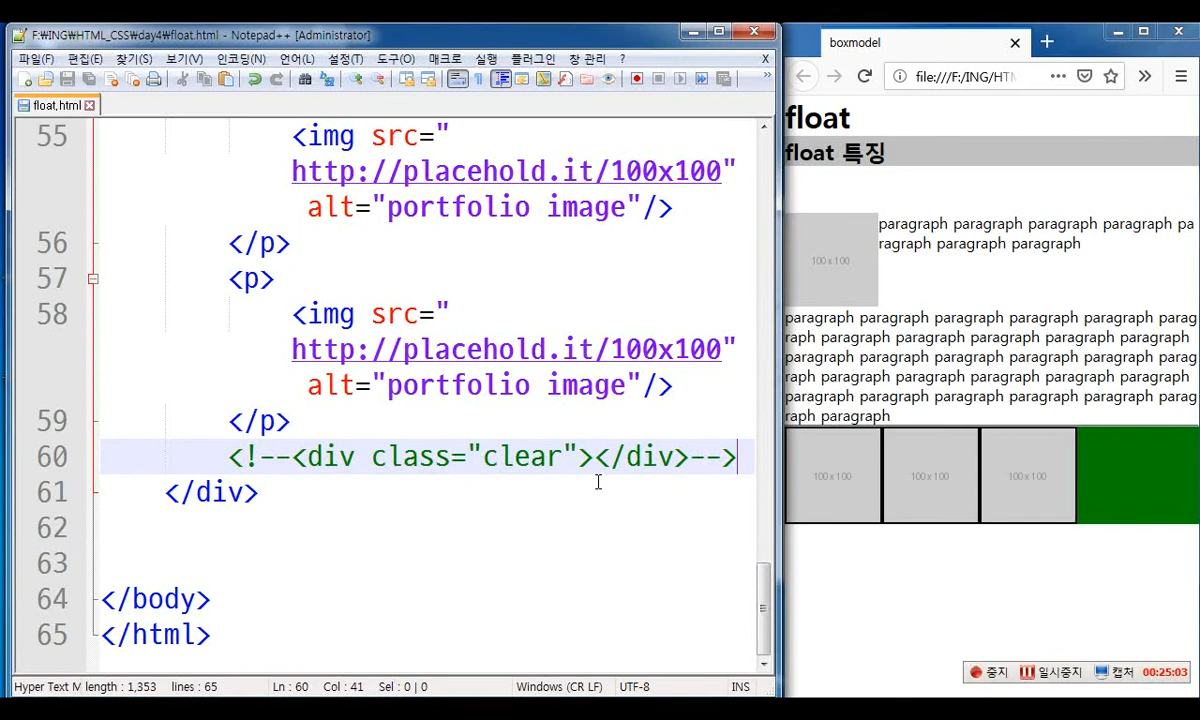 F:₩ING₩HTML_CSS₩day4₩float.html - Notepad++ [Administrator]
파일(F) 편집(E) 찾기(S) 보기(V) 인코딩(N) 언어(L) 설정(T) 도구(O) 매크로 실행 플러그인 창 관리 ? X
float,html
55 <img src="
http://placehold.it/100x100"
alt="portfolio image"/>
56 </p>
57 <p>
58 <img src="
http://placehold.it/100x100"
alt="portfolio image"/>
59 </p>
60 <!--<div class="clear"></div>-->
61 </div>
62
63
64 </body>
65 </html>
Hyper Text M length : 1,353 lines : 65 Ln : 60 Col : 41 Sel : 0 | 0 Windows (CR LF) UTF-8 INS
boxmodel
file:///F:/ING/HTM
float
float 특징
100 x 100
paragraph paragraph paragraph paragraph pa
ragraph paragraph paragraph
paragraph paragraph paragraph paragraph paragraph parag
raph paragraph paragraph paragraph paragraph paragraph
paragraph paragraph paragraph paragraph paragraph parag
raph paragraph paragraph paragraph paragraph paragraph
paragraph paragraph paragraph paragraph paragraph parag
raph paragraph
100 x 100 100 x 100 100 x 100
중지 일시중지 캡처 00:25:03